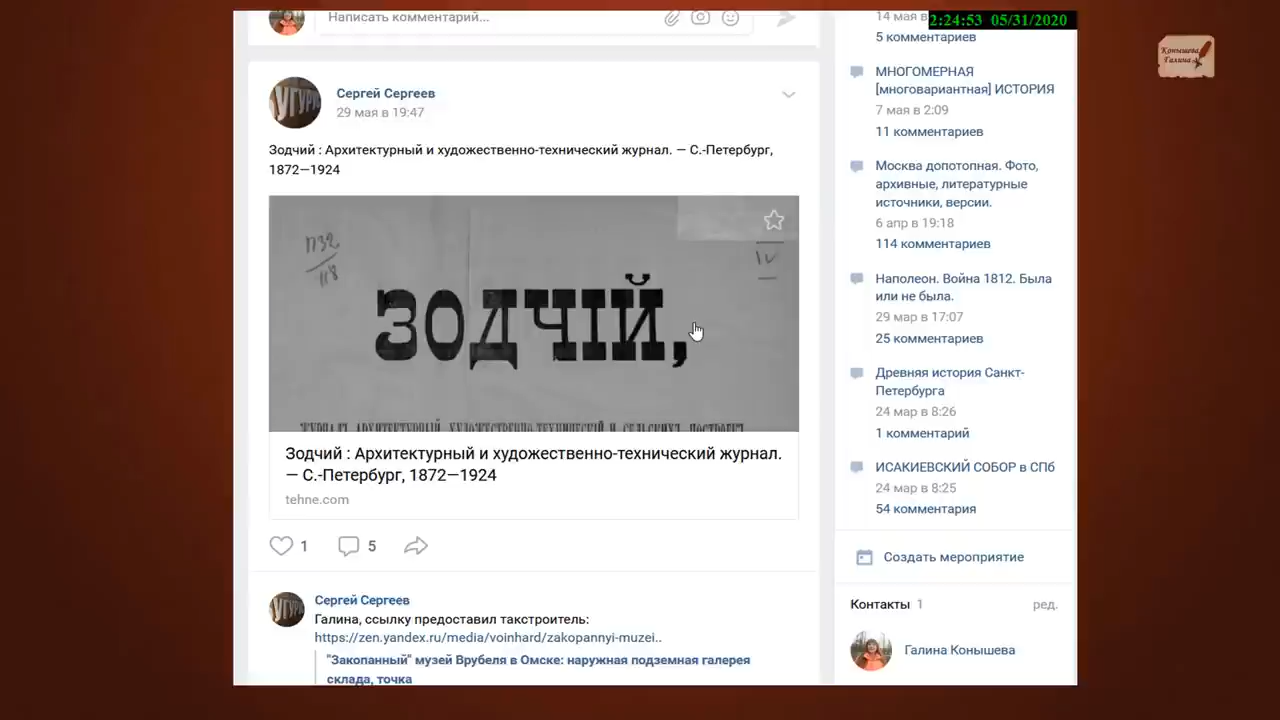 Написать комментарий...
Сергей Сергеев
29 мая в 19:47
Зодчий : Архитектурный и художественно-технический журнал. — С.-Петербург,
1872—1924
П32
118
IV
ЗОДЧІЙ,
Зодчий : Архитектурный и художественно-технический журнал.
— С.-Петербург, 1872—1924
tehne.com
1
5
Сергей Сергеев
Галина, ссылку предоставил такстроитель:
https://zen.yandex.ru/media/voinhard/zakopannyi-muzei..
"Закопанный" музей Врубеля в Омске: наружная подземная галерея
склада, точка
14 мая в
2:24:53 05/31/2020
5 комментариев
МНОГОМЕРНАЯ
[многовариантная] ИСТОРИЯ
7 мая в 2:09
11 комментариев
Москва допотопная. Фото,
архивные, литературные
источники, версии.
6 апр в 19:18
114 комментариев
Наполеон. Война 1812. Была
или не была.
29 мар в 17:07
25 комментариев
Древняя история Санкт-
Петербурга
24 мар в 8:26
1 комментарий
ИСАКИЕВСКИЙ СОБОР в СПб
24 мар в 8:25
54 комментария
Создать мероприятие
Контакты 1
ред.
Галина Конышева
Конышева
Галина